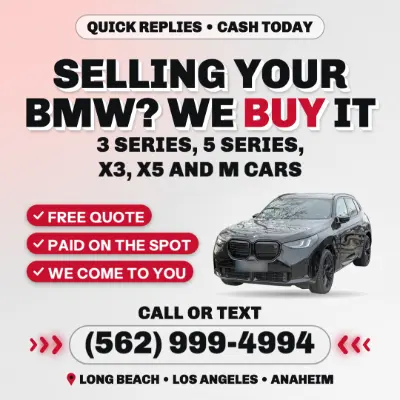 QUICK REPLIES • CASH TODAY
SELLING YOUR
BMW? WE BUY IT
3 SERIES, 5 SERIES,
X3, X5 AND M CARS
FREE QUOTE
PAID ON THE SPOT
WE COME TO YOU
CALL OR TEXT
(562) 999-4994
LONG BEACH • LOS ANGELES • ANAHEIM